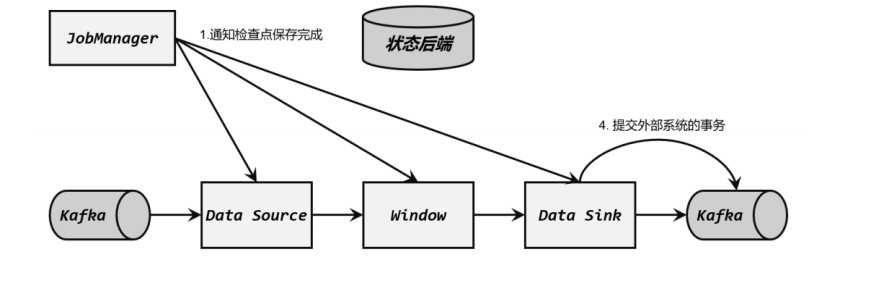 JobManager
1.通知检查点保存完成
状态后端
4. 提交外部系统的事务
Kafka
Data Source
Window
Data Sink
Kafka